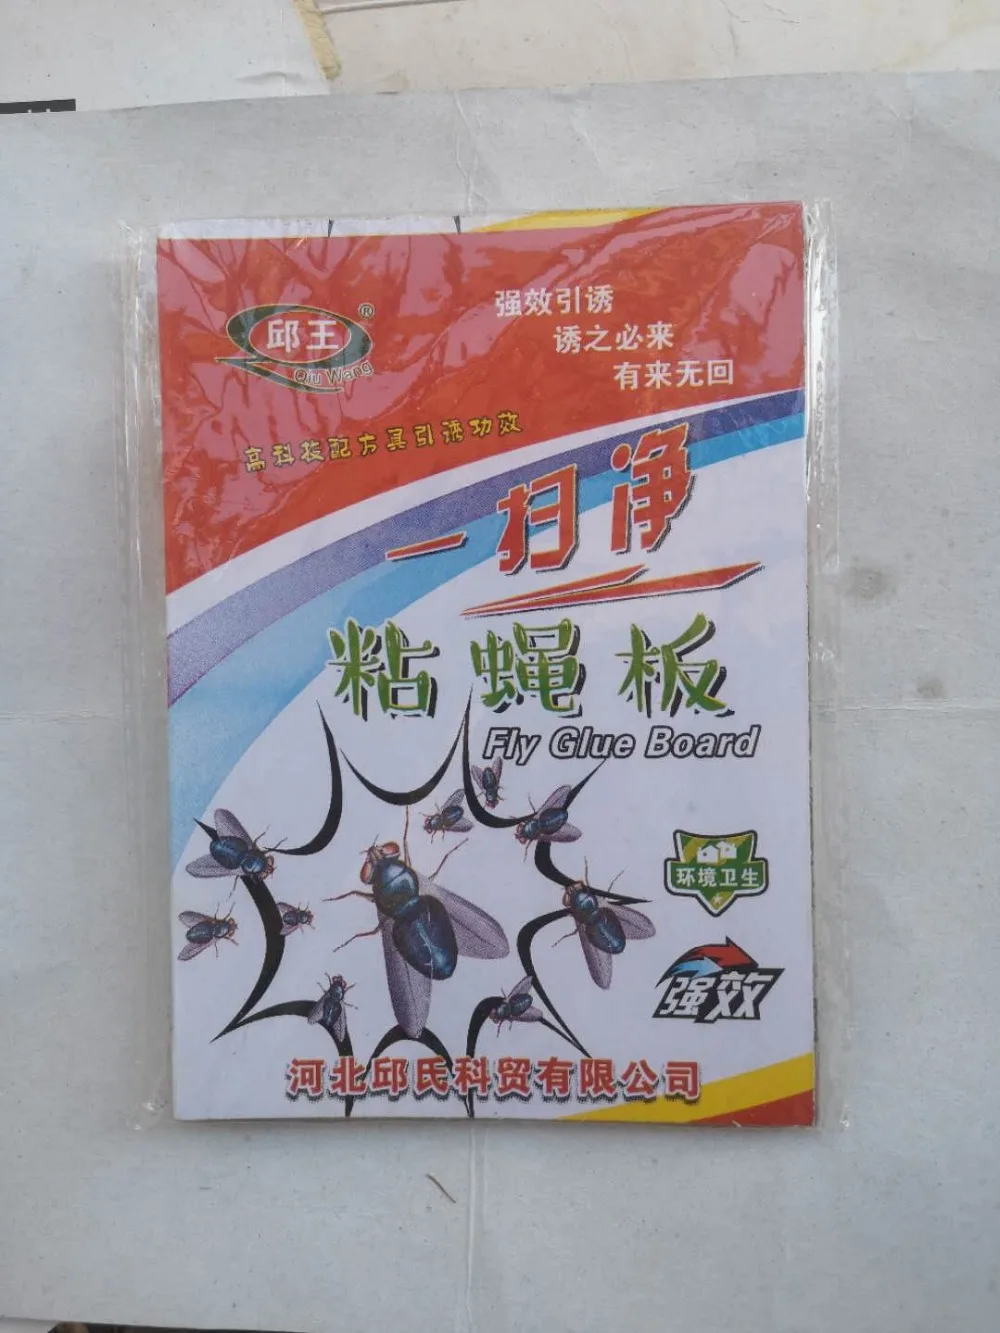 邱王®
Qiu Wang
强效引诱
诱之必来
有来无回
高科技配方具引诱功效
一扫净
粘蝇板
Fly Glue Board
环境卫生
强效
河北邱氏科贸有限公司